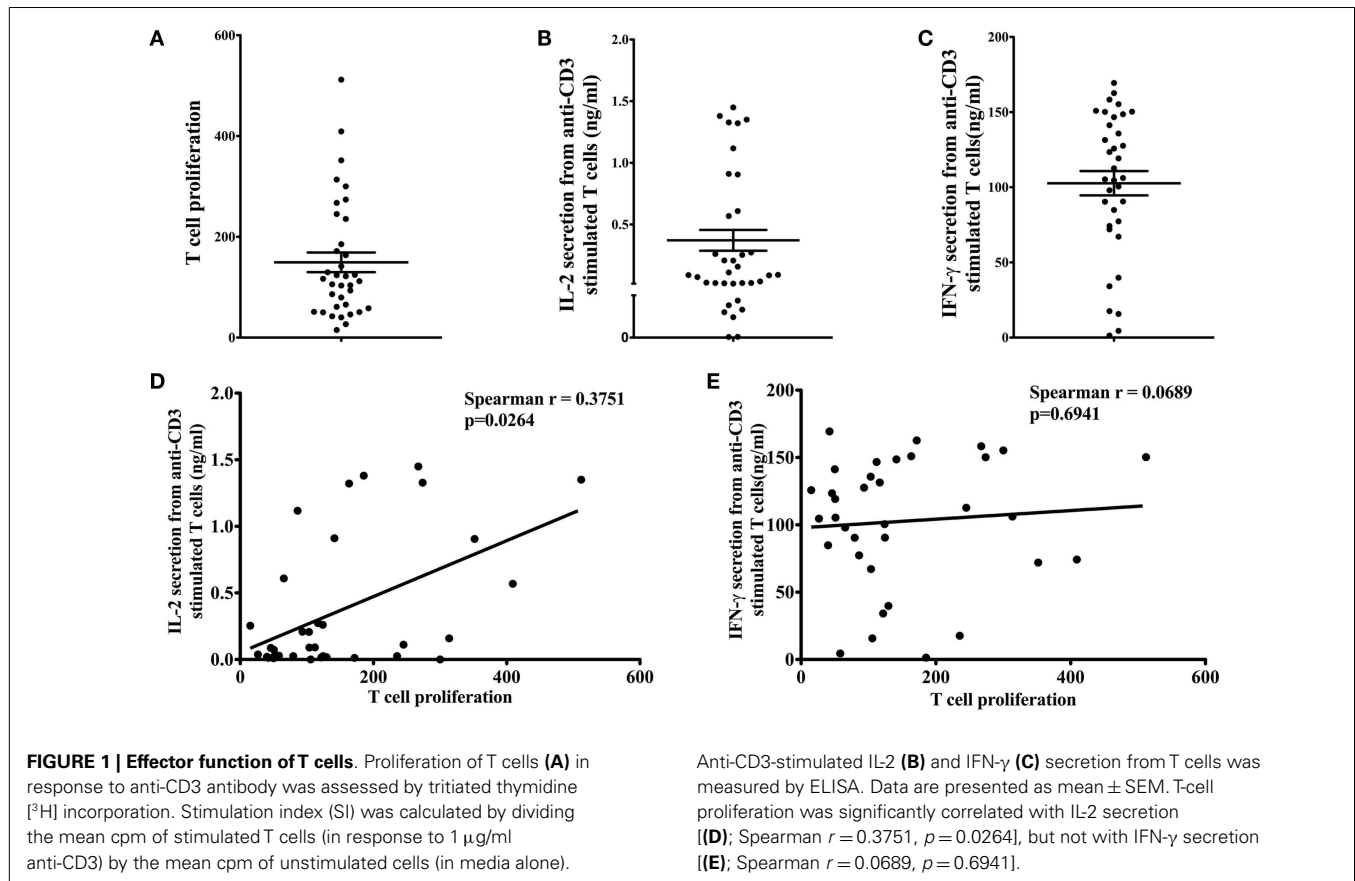 A
600
400
200
0
T cell proliferation
B
2.0
1.5
1.0
0.5
0
IL-2 secretion from anti-CD3
stimulated T cells (ng/ml)
C
200
150
100
50
0
IFN-γ secretion from anti-CD3
stimulated T cells(ng/ml)
D
2.0
1.5
1.0
0.5
0.0
IL-2 secretion from anti-CD3
stimulated T cells (ng/ml)
Spearman r = 0.3751
p=0.0264
0 200 400 600
T cell proliferation
E
200
150
100
50
0
IFN-γ secretion from anti-CD3
stimulated T cells(ng/ml)
Spearman r = 0.0689
p=0.6941
0 200 400 600
T cell proliferation
FIGURE 1 | Effector function of T cells. Proliferation of T cells (A) in
response to anti-CD3 antibody was assessed by tritiated thymidine
[³H] incorporation. Stimulation index (SI) was calculated by dividing
the mean cpm of stimulated T cells (in response to 1 μg/ml
anti-CD3) by the mean cpm of unstimulated cells (in media alone).
Anti-CD3-stimulated IL-2 (B) and IFN-γ (C) secretion from T cells was
measured by ELISA. Data are presented as mean ± SEM. T-cell
proliferation was significantly correlated with IL-2 secretion
[(D); Spearman r = 0.3751, p = 0.0264], but not with IFN-γ secretion
[(E); Spearman r = 0.0689, p = 0.6941].